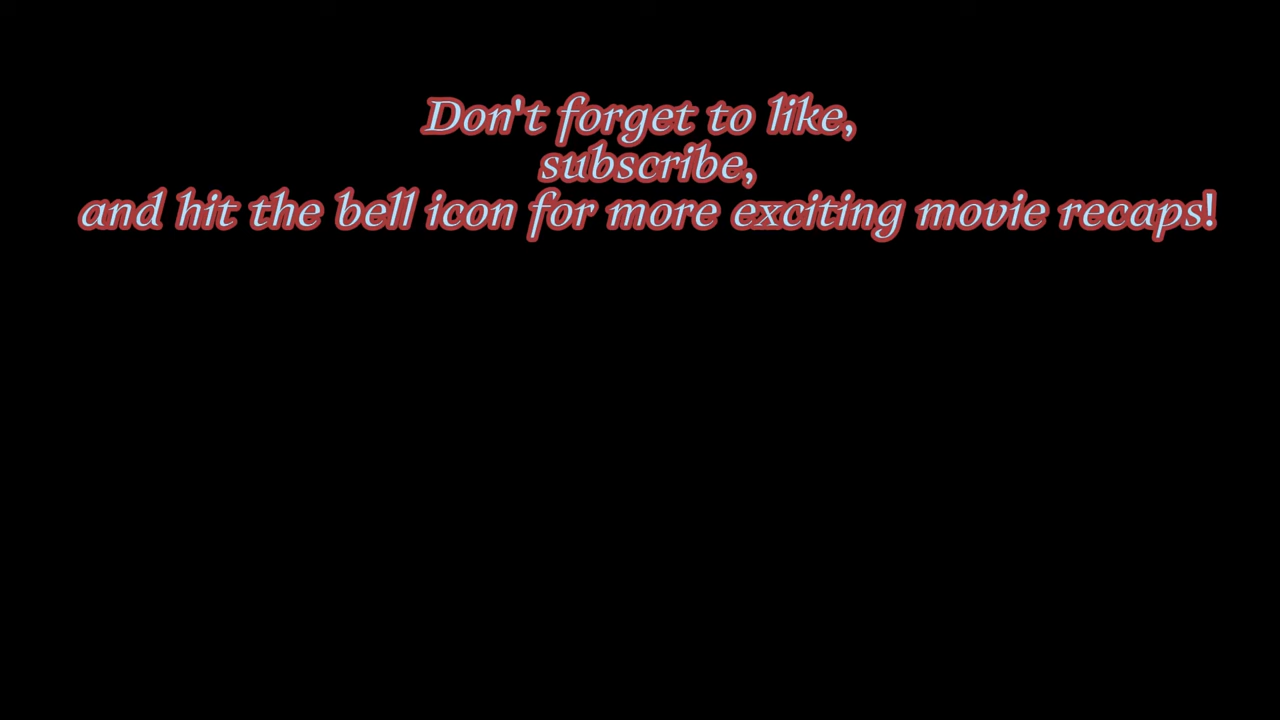 Don't forget to like,
subscribe,
and hit the bell icon for more exciting movie recaps!